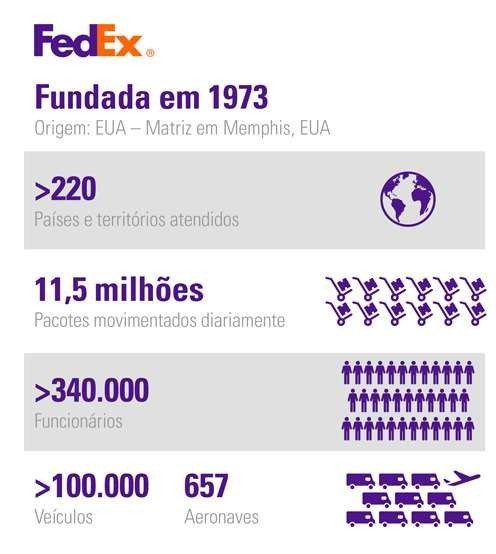 FedEx®
Fundada em 1973
Origem: EUA – Matriz em Memphis, EUA
>220
Países e territórios atendidos
11,5 milhões
Pacotes movimentados diariamente
>340.000
Funcionários
>100.000 657
Veículos Aeronaves